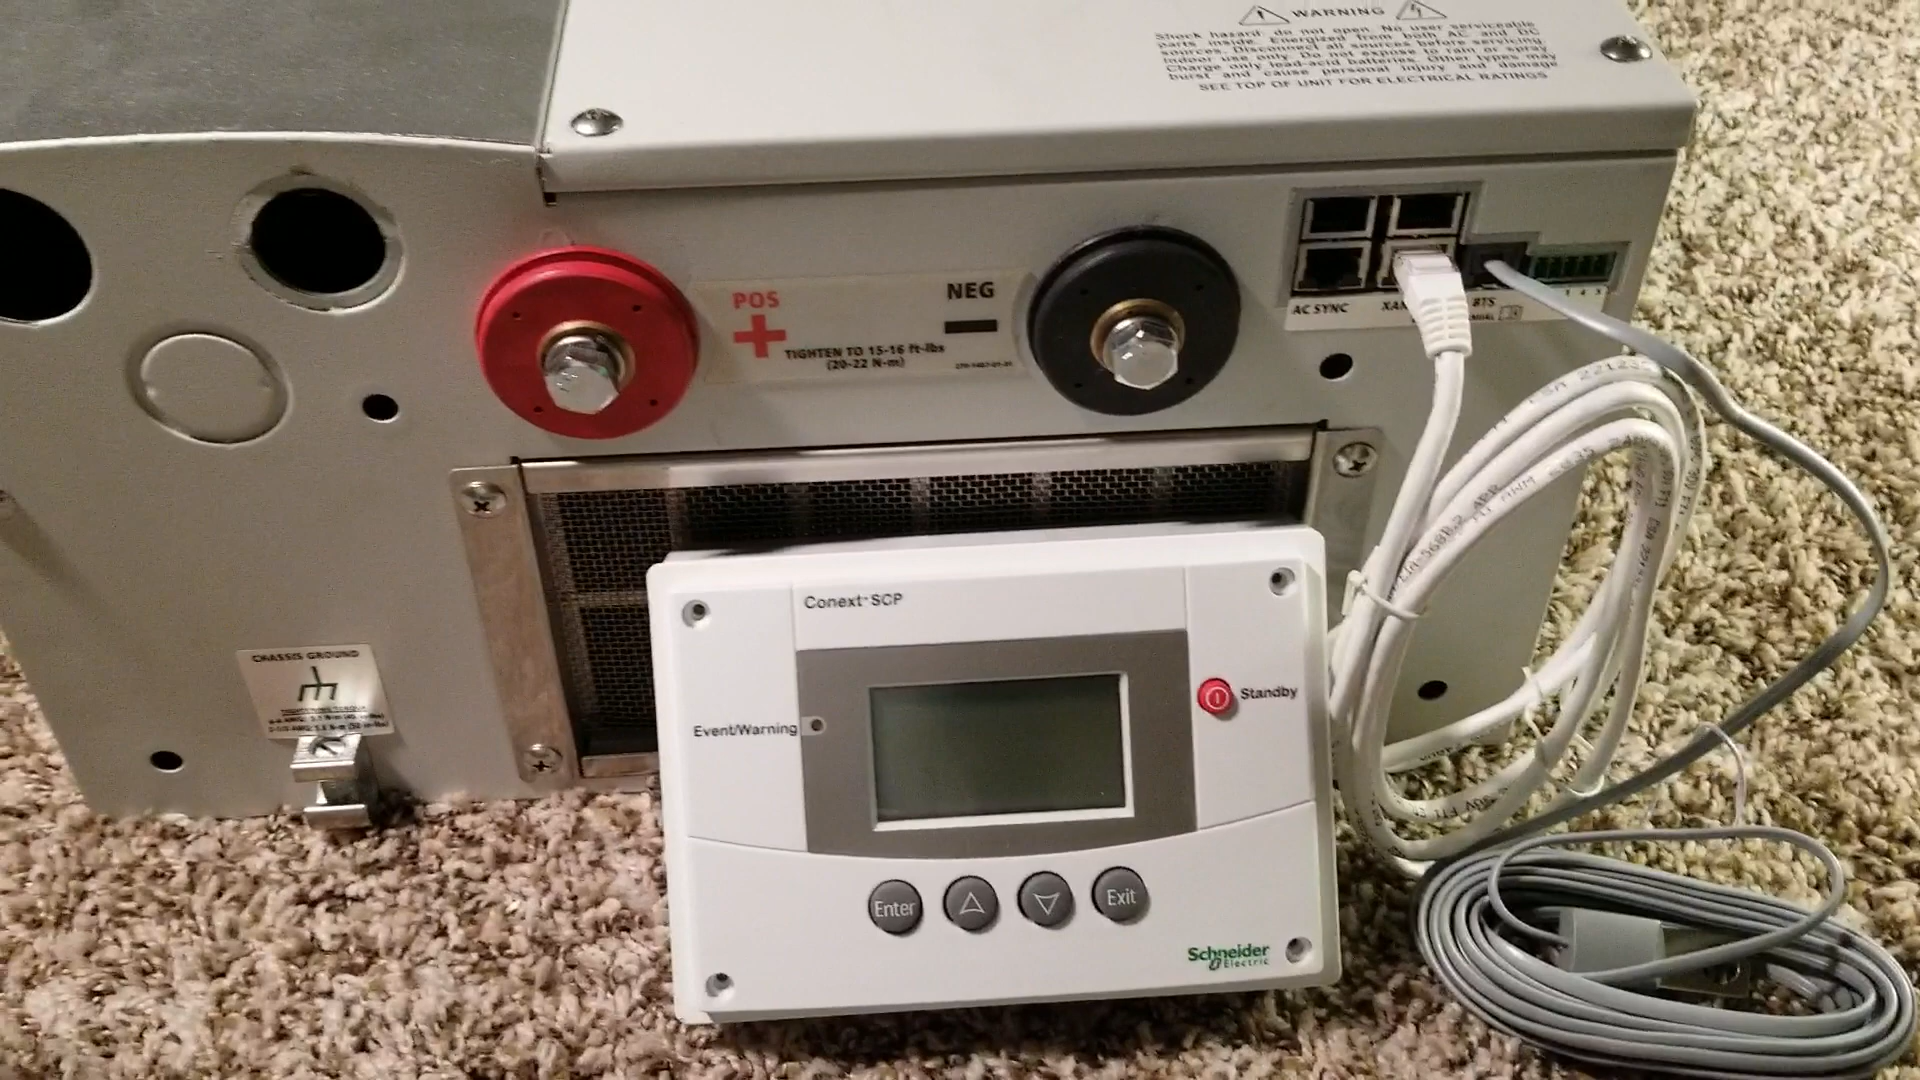 WARNING
Shock hazard: do not open. No user serviceable
parts inside. Energized from both AC and DC
sources. Disconnect all sources before servicing
Indoor use only. Do not expose to rain or spray
Charge only lead-acid batteries. Other types may
burst and cause personal injury and damage
SEE TOP OF UNIT FOR ELECTRICAL RATINGS
POS
+
NEG
TIGHTEN TO 15-16 ft-lbs
(20-22 N-m)
AC SYNC
BTS
CHASSIS GROUND
TIGHTENING TORQUE
Conext™ SCP
Event/Warning
Standby
Enter
Exit
Schneider
Electric